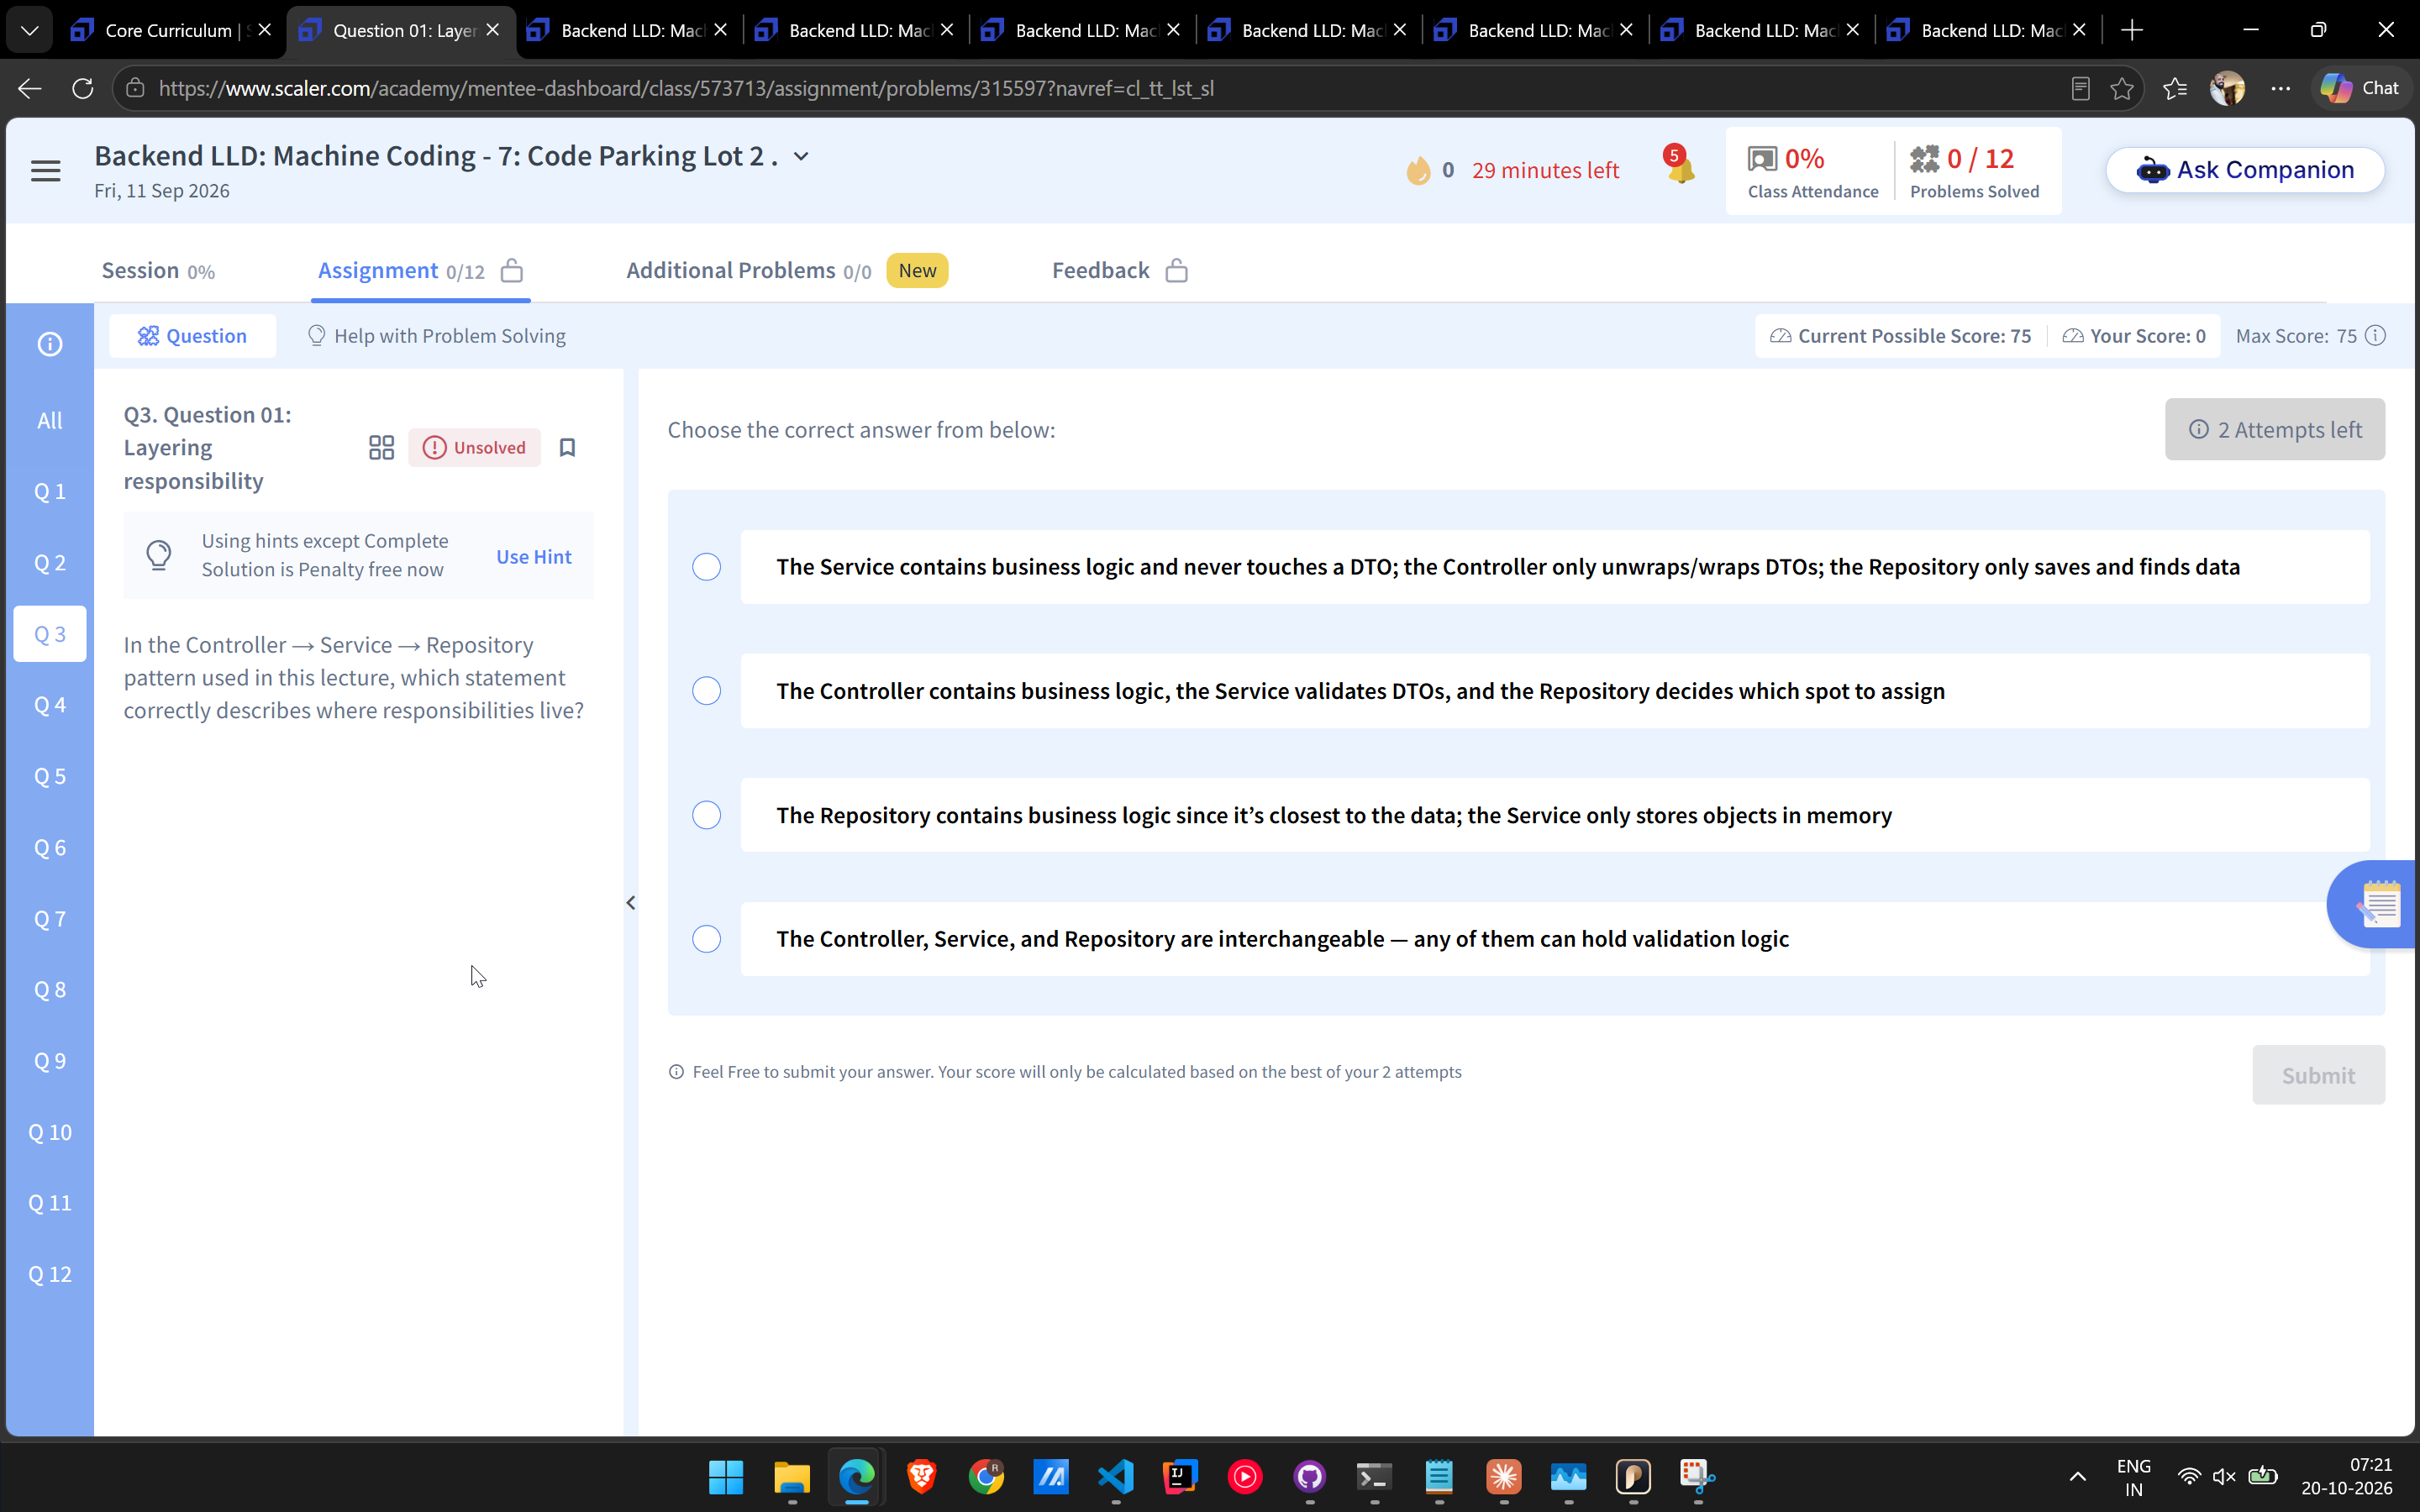 Core Curriculum | S
Question 01: Layer
Backend LLD: Mac
Backend LLD: Mac
Backend LLD: Mac
Backend LLD: Mac
Backend LLD: Mac
Backend LLD: Mac
Backend LLD: Mac
https://www.scaler.com/academy/mentee-dashboard/class/573713/assignment/problems/315597?navref=cl_tt_lst_sl
Chat
Backend LLD: Machine Coding - 7: Code Parking Lot 2 .
Fri, 11 Sep 2026
0
29 minutes left
5
0%
Class Attendance
0 / 12
Problems Solved
Ask Companion
Session 0%
Assignment 0/12
Additional Problems 0/0 New
Feedback
Question
Help with Problem Solving
Current Possible Score: 75
Your Score: 0
Max Score: 75
All
Q 1
Q 2
Q 3
Q 4
Q 5
Q 6
Q 7
Q 8
Q 9
Q 10
Q 11
Q 12
Q3. Question 01:
Layering
responsibility
Unsolved
Using hints except Complete
Solution is Penalty free now
Use Hint
In the Controller → Service → Repository
pattern used in this lecture, which statement
correctly describes where responsibilities live?
Choose the correct answer from below:
2 Attempts left
The Service contains business logic and never touches a DTO; the Controller only unwraps/wraps DTOs; the Repository only saves and finds data
The Controller contains business logic, the Service validates DTOs, and the Repository decides which spot to assign
The Repository contains business logic since it’s closest to the data; the Service only stores objects in memory
The Controller, Service, and Repository are interchangeable — any of them can hold validation logic
Feel Free to submit your answer. Your score will only be calculated based on the best of your 2 attempts
Submit
R
IJ
ENG
IN
07:21
20-10-2026